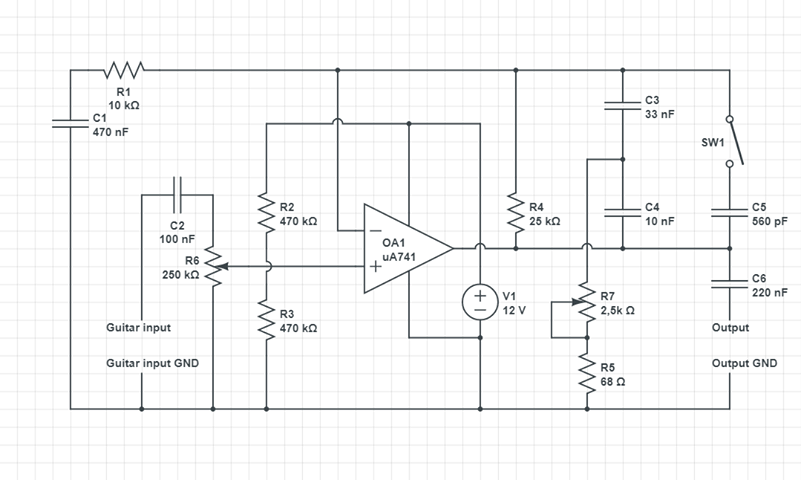 R1
10 kΩ
C1
470 nF
C3
33 nF
SW1
C2
100 nF
R2
470 kΩ
R4
25 kΩ
C4
10 nF
C5
560 pF
OA1
uA741
R6
250 kΩ
C6
220 nF
V1
12 V
R7
2,5k Ω
R3
470 kΩ
Guitar input
Output
Guitar input GND
Output GND
R5
68 Ω